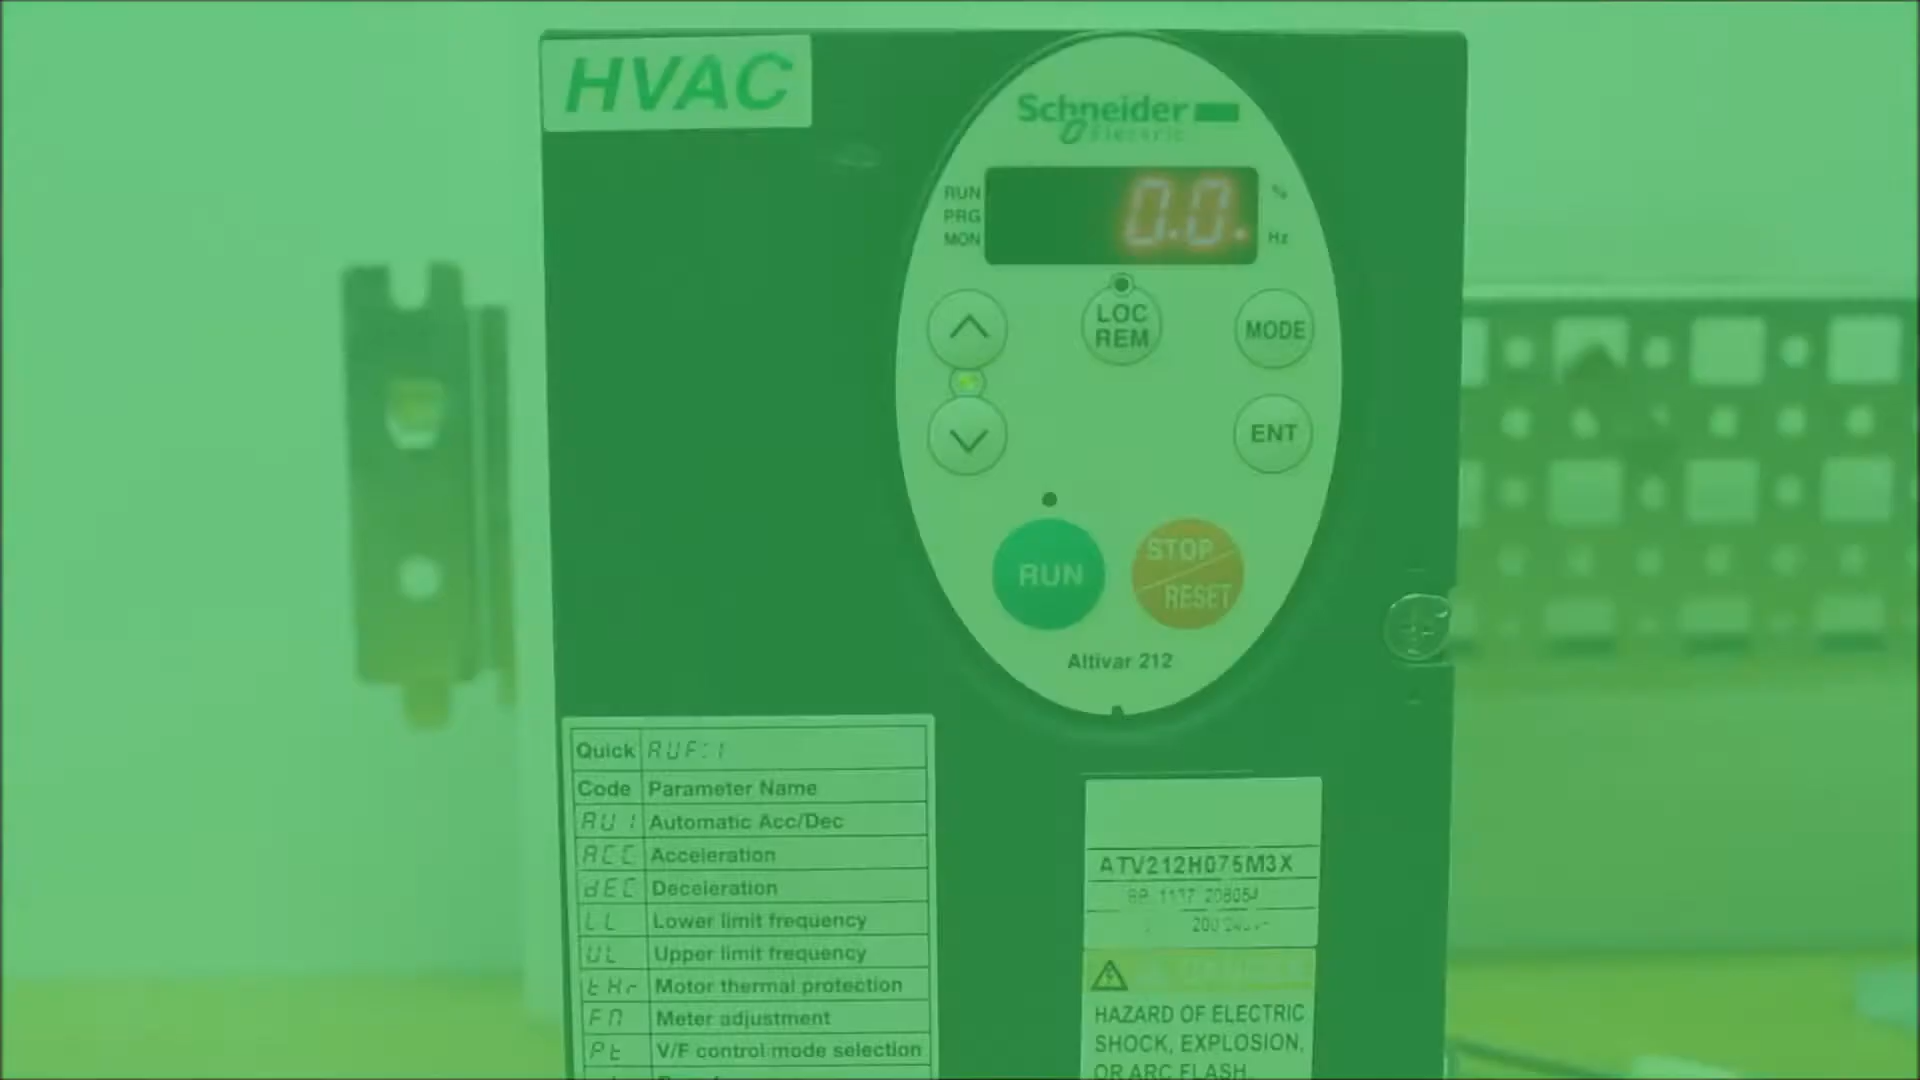 HVAC
Schneider
Electric
0.0.
RUN
PRG
MON
%
Hz
LOC
REM
MODE
ENT
RUN
STOP
RESET
Altivar 212
Quick AUF:1
Code Parameter Name
AU1 Automatic Acc/Dec
ACC Acceleration
dEC Deceleration
LL Lower limit frequency
UL Upper limit frequency
tHr Motor thermal protection
FM Meter adjustment
Pt V/F control mode selection
ATV212H075M3X
HAZARD OF ELECTRIC
SHOCK, EXPLOSION,
OR ARC FLASH.